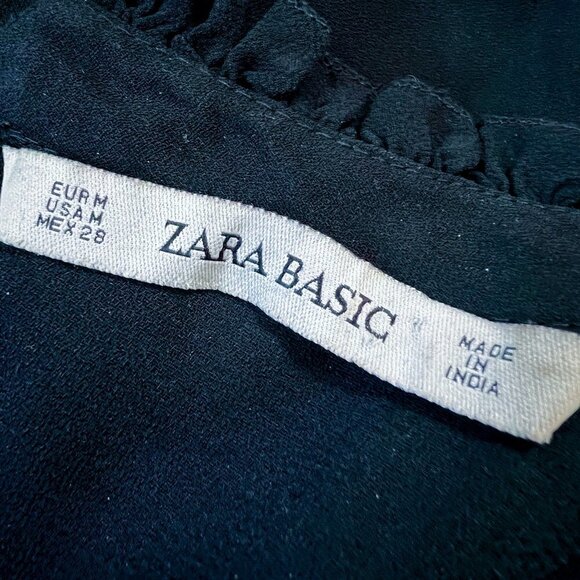 EUR M
USA M
MEX 28
ZARA BASIC
MADE
IN
INDIA